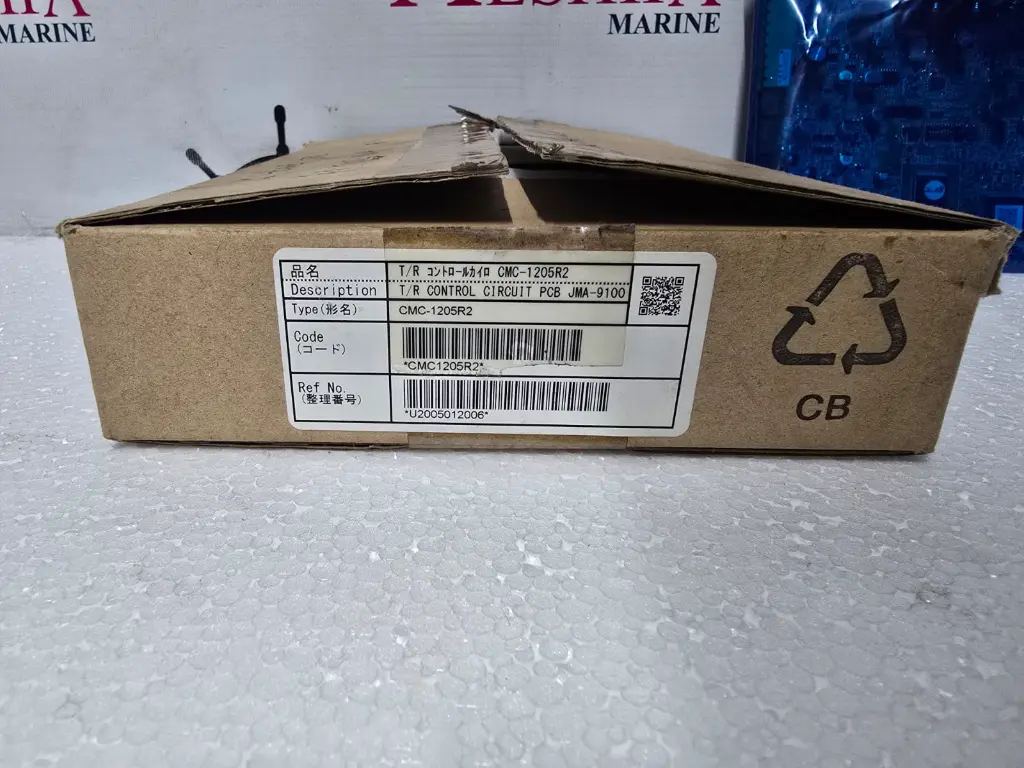 MARINE
MARINE
品名 T/R コントロールカイロ CMC-1205R2
Description T/R CONTROL CIRCUIT PCB JMA-9100
Type(形名) CMC-1205R2
Code
(コード)
*CMC1205R2*
Ref No.
(整理番号)
*U2005012006*
CB